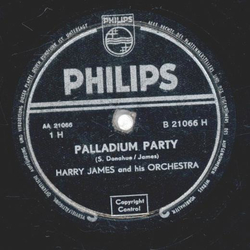 PHILIPS
AA 21066
1 H
B 21066 H
PALLADIUM PARTY
(S. Donahue / James)
HARRY JAMES and his ORCHESTRA
Copyright
Control